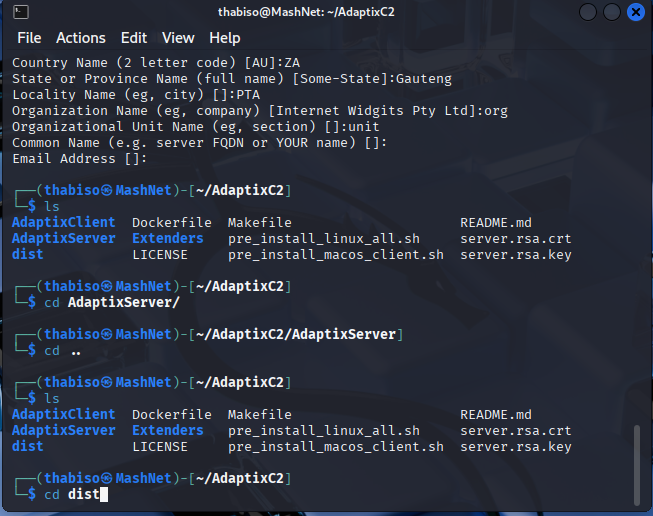 thabiso@MashNet: ~/AdaptixC2
File Actions Edit View Help
Country Name (2 letter code) [AU]:ZA
State or Province Name (full name) [Some-State]:Gauteng
Locality Name (eg, city) []:PTA
Organization Name (eg, company) [Internet Widgits Pty Ltd]:org
Organizational Unit Name (eg, section) []:unit
Common Name (e.g. server FQDN or YOUR name) []:
Email Address []:
┌──(thabiso㉿MashNet)-[~/AdaptixC2]
└─$ ls
AdaptixClient Dockerfile Makefile README.md
AdaptixServer Extenders pre_install_linux_all.sh server.rsa.crt
dist LICENSE pre_install_macos_client.sh server.rsa.key
┌──(thabiso㉿MashNet)-[~/AdaptixC2]
└─$ cd AdaptixServer/
┌──(thabiso㉿MashNet)-[~/AdaptixC2/AdaptixServer]
└─$ cd ..
┌──(thabiso㉿MashNet)-[~/AdaptixC2]
└─$ ls
AdaptixClient Dockerfile Makefile README.md
AdaptixServer Extenders pre_install_linux_all.sh server.rsa.crt
dist LICENSE pre_install_macos_client.sh server.rsa.key
┌──(thabiso㉿MashNet)-[~/AdaptixC2]
└─$ cd dist